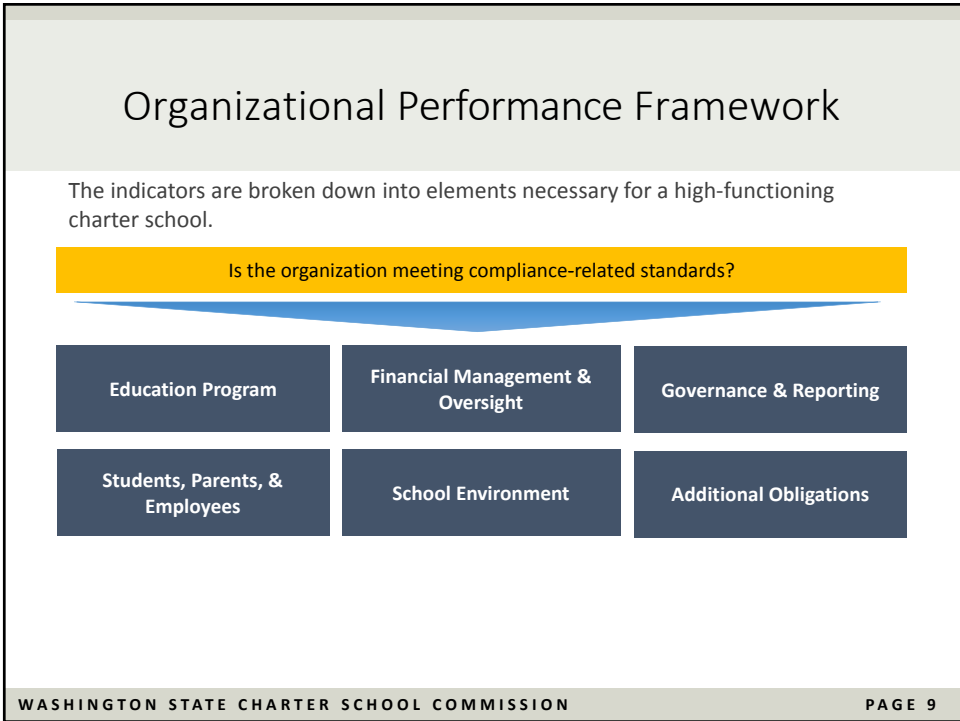 Organizational Performance Framework
The indicators are broken down into elements necessary for a high-functioning
charter school.
Is the organization meeting compliance-related standards?
Education Program
Financial Management &
Oversight
Governance & Reporting
Students, Parents, &
Employees
School Environment
Additional Obligations
WASHINGTON STATE CHARTER SCHOOL COMMISSION
PAGE 9